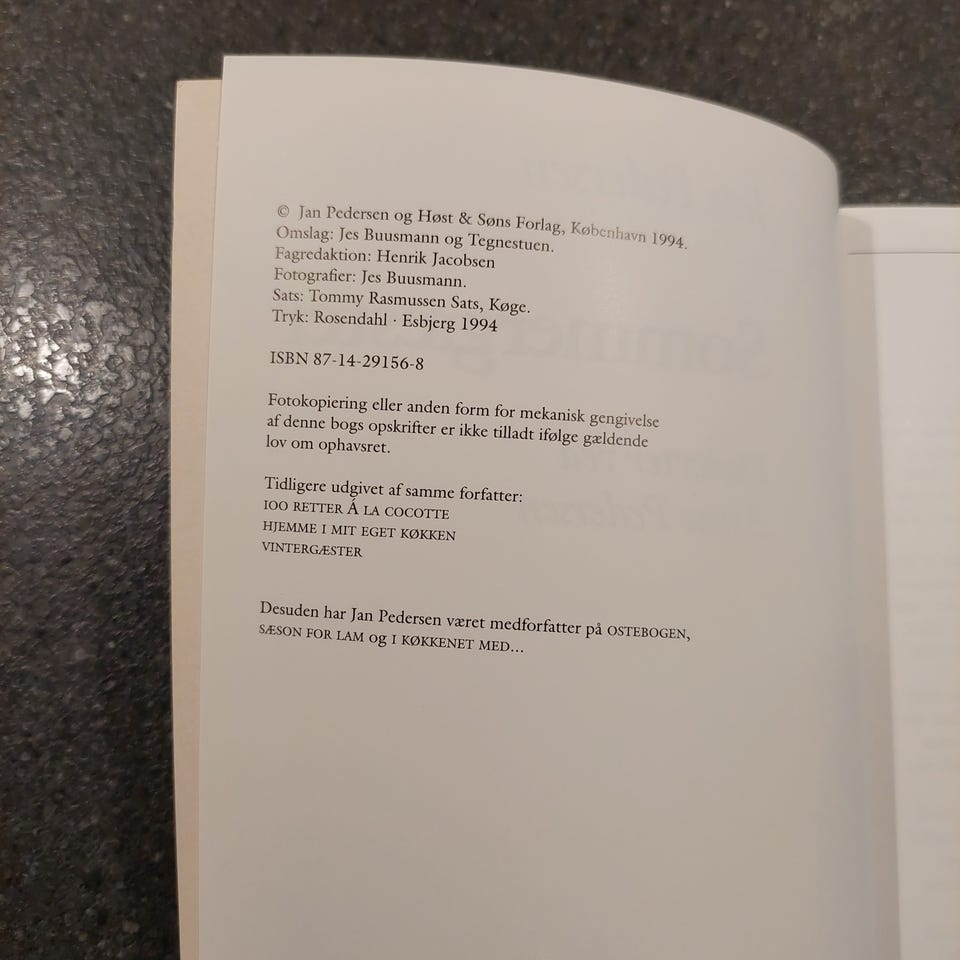 © Jan Pedersen og Høst & Søns Forlag, København 1994.
Omslag: Jes Buusmann og Tegnestuen.
Fagredaktion: Henrik Jacobsen
Fotografier: Jes Buusmann.
Sats: Tommy Rasmussen Sats, Køge.
Tryk: Rosendahl · Esbjerg 1994
ISBN 87-14-29156-8
Fotokopiering eller anden form for mekanisk gengivelse
af denne bogs opskrifter er ikke tilladt ifølge gældende
lov om ophavsret.
Tidligere udgivet af samme forfatter:
100 RETTER Á LA COCOTTE
HJEMME I MIT EGET KØKKEN
VINTERGÆSTER
Desuden har Jan Pedersen været medforfatter på OSTEBOGEN,
SÆSON FOR LAM og I KØKKENET MED...